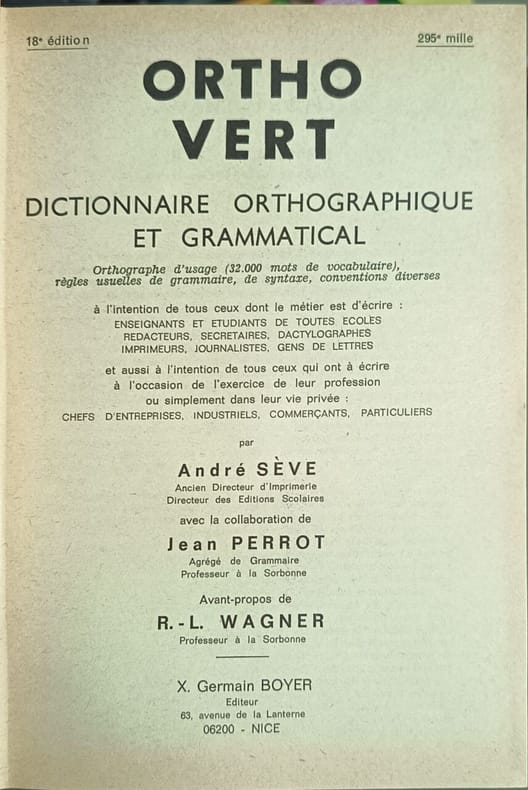 18e édition
295e mille
ORTHO
VERT
DICTIONNAIRE ORTHOGRAPHIQUE
ET GRAMMATICAL
Orthographe d'usage (32.000 mots de vocabulaire),
règles usuelles de grammaire, de syntaxe, conventions diverses
à l'intention de tous ceux dont le métier est d'écrire :
ENSEIGNANTS ET ETUDIANTS DE TOUTES ECOLES
REDACTEURS, SECRETAIRES, DACTYLOGRAPHES
IMPRIMEURS, JOURNALISTES, GENS DE LETTRES
et aussi à l'intention de tous ceux qui ont à écrire
à l'occasion de l'exercice de leur profession
ou simplement dans leur vie privée :
CHEFS D'ENTREPRISES, INDUSTRIELS, COMMERÇANTS, PARTICULIERS
par
André SÈVE
Ancien Directeur d'Imprimerie
Directeur des Editions Scolaires
avec la collaboration de
Jean PERROT
Agrégé de Grammaire
Professeur à la Sorbonne
Avant-propos de
R.-L. WAGNER
Professeur à la Sorbonne
X. Germain BOYER
Editeur
63, avenue de la Lanterne
06200 - NICE